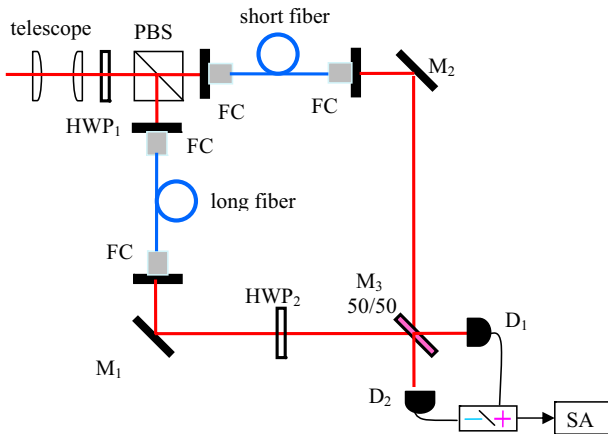 short fiber
telescope
PBS
M2
FC
FC
HWP1
FC
long fiber
FC
M3
50/50
HWP2
D1
M1
D2
− +
SA